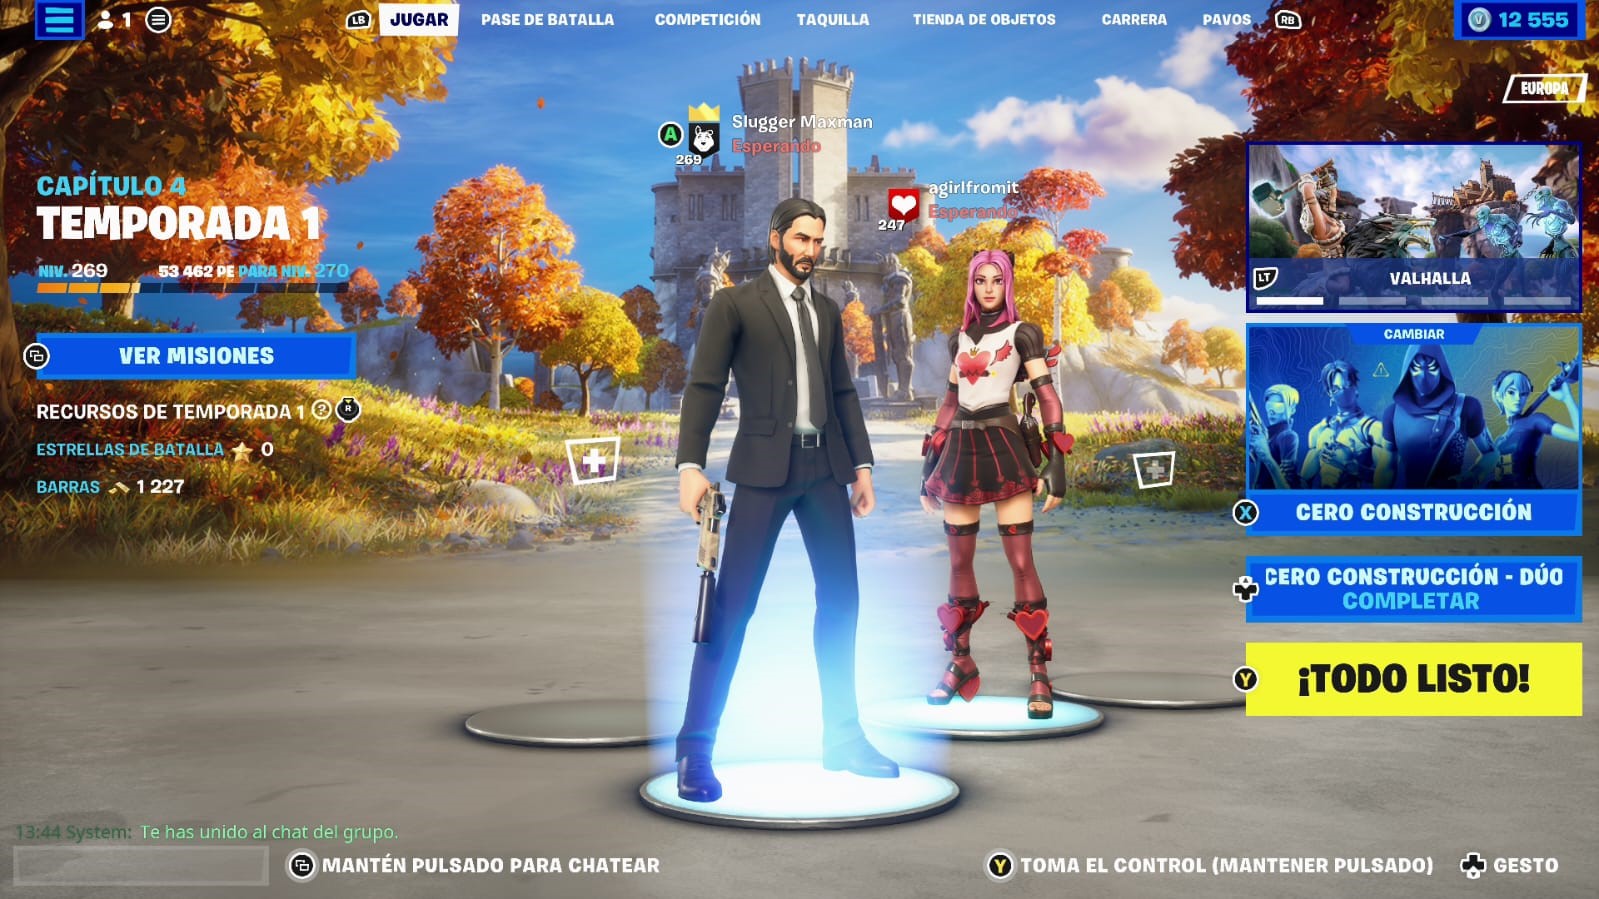 1
LB
JUGAR
PASE DE BATALLA
COMPETICIÓN
TAQUILLA
TIENDA DE OBJETOS
CARRERA
PAVOS
RB
V
12 555
EUROPA
A
269
Slugger Maxman
Esperando
247
agirlfromit
Esperando
CAPÍTULO 4
TEMPORADA 1
NIV. 269
53 462 PE PARA NIV. 270
VER MISIONES
RECURSOS DE TEMPORADA 1 ? R
ESTRELLAS DE BATALLA 0
BARRAS 1 227
LT
VALHALLA
CAMBIAR
X
CERO CONSTRUCCIÓN
CERO CONSTRUCCIÓN - DÚO
COMPLETAR
Y
¡TODO LISTO!
13:44 System: Te has unido al chat del grupo.
MANTÉN PULSADO PARA CHATEAR
Y TOMA EL CONTROL (MANTENER PULSADO)
GESTO